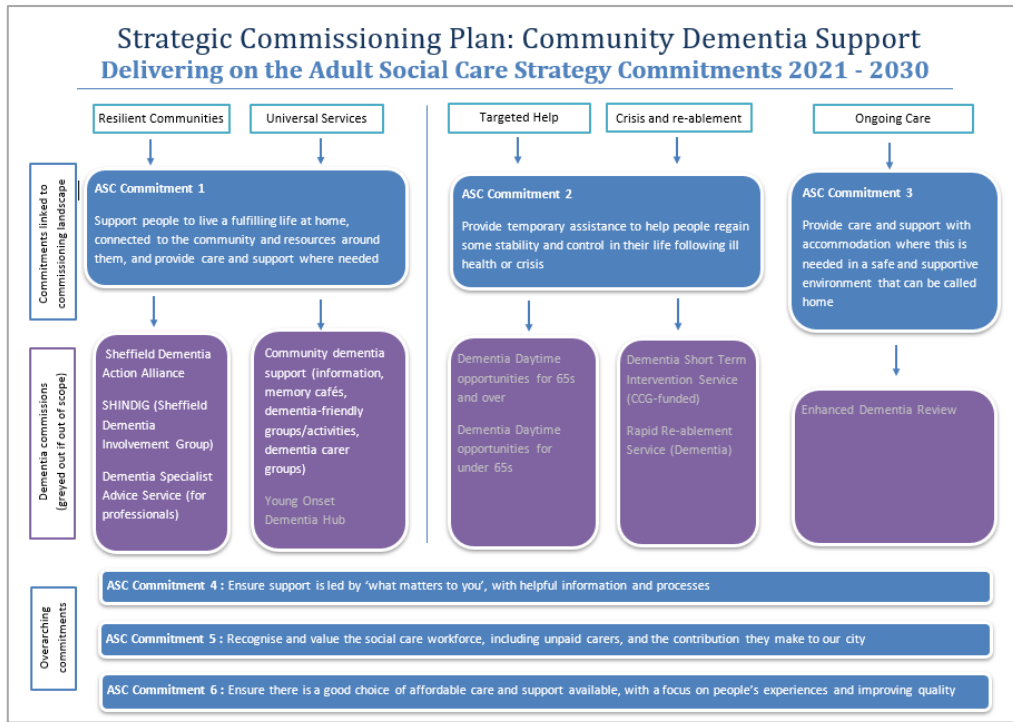 Strategic Commissioning Plan: Community Dementia Support
Delivering on the Adult Social Care Strategy Commitments 2021 - 2030
Resilient Communities
Universal Services
Targeted Help
Crisis and re-ablement
Ongoing Care
Commitments linked to
commissioning landscape
ASC Commitment 1
Support people to live a fulfilling life at home,
connected to the community and resources around
them, and provide care and support where needed
ASC Commitment 2
Provide temporary assistance to help people regain
some stability and control in their life following ill
health or crisis
ASC Commitment 3
Provide care and support with
accommodation where this is
needed in a safe and supportive
environment that can be called
home
Dementia commissions
(greyed out if out of scope)
Sheffield Dementia
Action Alliance
SHINDIG (Sheffield
Dementia
Involvement Group)
Dementia Specialist
Advice Service (for
professionals)
Community dementia
support (information,
memory cafés,
dementia-friendly
groups/activities,
dementia carer
groups)
Young Onset
Dementia Hub
Dementia Daytime
opportunities for 65s
and over
Dementia Daytime
opportunities for
under 65s
Dementia Short Term
Intervention Service
(CCG-funded)
Rapid Re-ablement
Service (Dementia)
Enhanced Dementia Review
Overarching
commitments
ASC Commitment 4 : Ensure support is led by ‘what matters to you’, with helpful information and processes
ASC Commitment 5 : Recognise and value the social care workforce, including unpaid carers, and the contribution they make to our city
ASC Commitment 6 : Ensure there is a good choice of affordable care and support available, with a focus on people’s experiences and improving quality